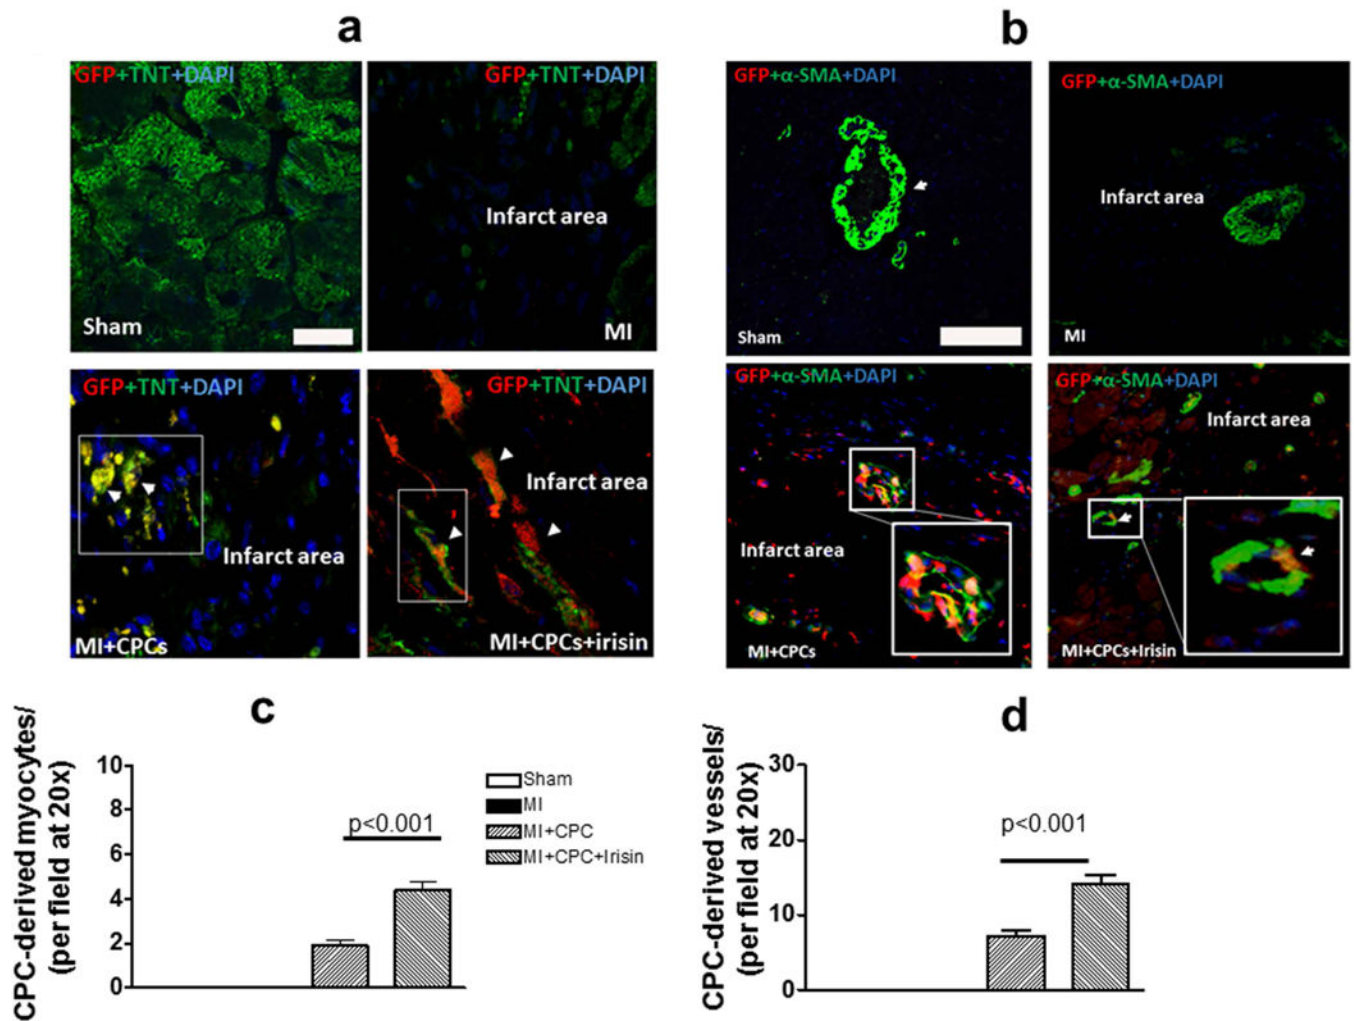 a
GFP+TNT+DAPI
Sham
GFP+TNT+DAPI
Infarct area
MI
GFP+TNT+DAPI
Infarct area
MI+CPCs
GFP+TNT+DAPI
Infarct area
MI+CPCs+irisin
b
GFP+α-SMA+DAPI
Sham
GFP+α-SMA+DAPI
Infarct area
MI
GFP+α-SMA+DAPI
Infarct area
MI+CPCs
GFP+α-SMA+DAPI
Infarct area
MI+CPCs+Irisin
c
CPC-derived myocytes/
(per field at 20x)
10
8
6
4
2
0
p<0.001
Sham
MI
MI+CPC
MI+CPC+Irisin
d
CPC-derived vessels/
(per field at 20x)
30
20
10
0
p<0.001